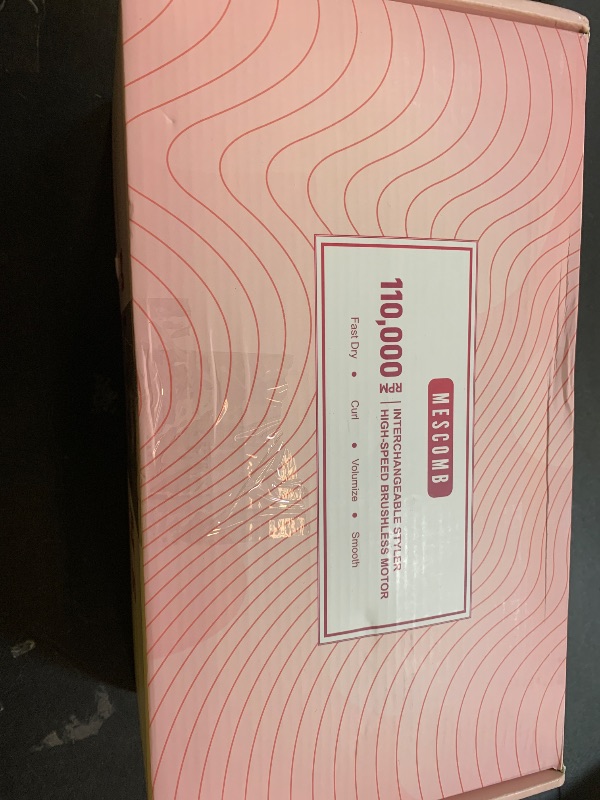 MESCOMB
110,000 RPM
INTERCHANGEABLE STYLER
HIGH-SPEED BRUSHLESS MOTOR
Fast Dry • Curl • Volumize • Smooth